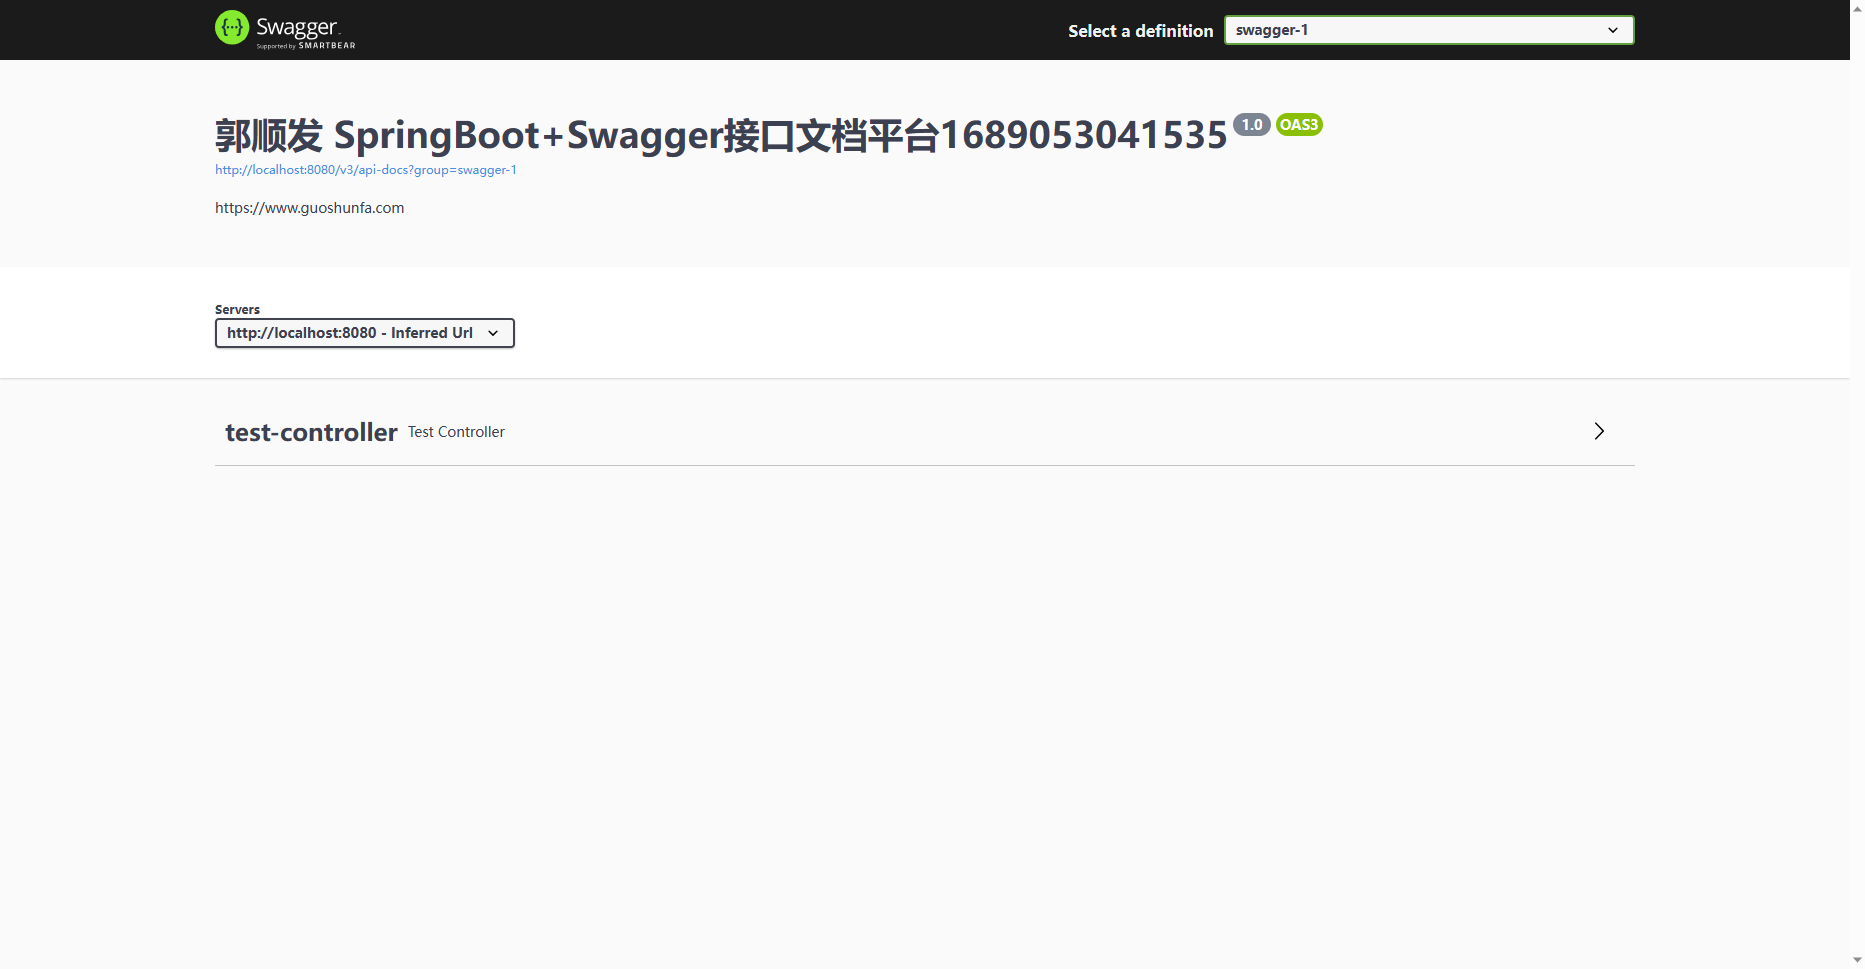 Swagger.
Supported by SMARTBEAR
Select a definition
swagger-1
郭顺发 SpringBoot+Swagger接口文档平台1689053041535 1.0 OAS3
http://localhost:8080/v3/api-docs?group=swagger-1
https://www.guoshunfa.com
Servers
http://localhost:8080 - Inferred Url
test-controller Test Controller